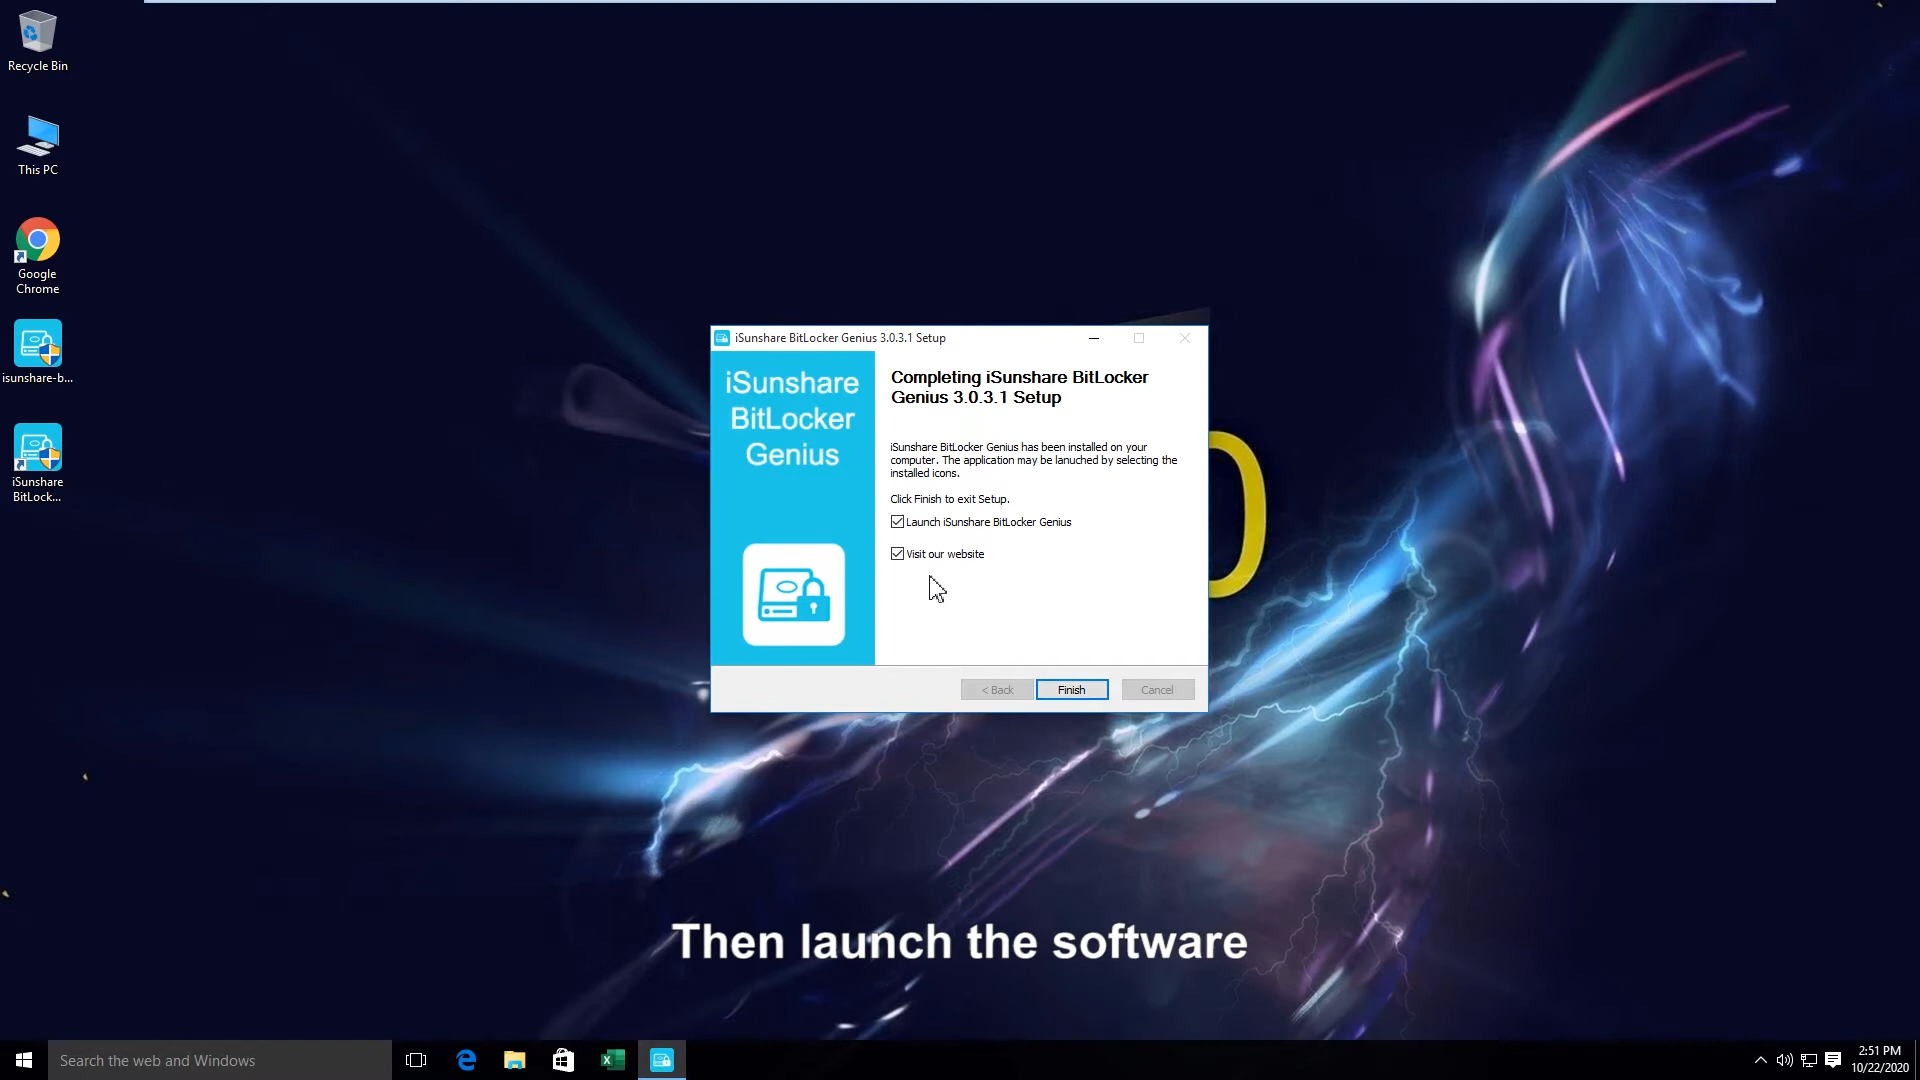 Recycle Bin
This PC
Google
Chrome
isunshare-b...
iSunshare
BitLock...
iSunshare BitLocker Genius 3.0.3.1 Setup
iSunshare
BitLocker
Genius
Completing iSunshare BitLocker
Genius 3.0.3.1 Setup
iSunshare BitLocker Genius has been installed on your
computer. The application may be lanuched by selecting the
installed icons.
Click Finish to exit Setup.
Launch iSunshare BitLocker Genius
Visit our website
< Back
Finish
Cancel
Then launch the software
Search the web and Windows
2:51 PM
10/22/2020